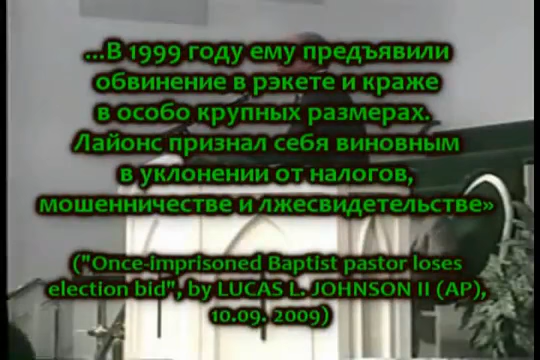 ...В 1999 году ему предъявили
обвинение в рэкете и краже
в особо крупных размерах.
Лайонс признал себя виновным
в уклонении от налогов,
мошенничестве и лжесвидетельстве»
("Once-imprisoned Baptist pastor loses
election bid", by LUCAS L. JOHNSON II (AP),
10.09. 2009)